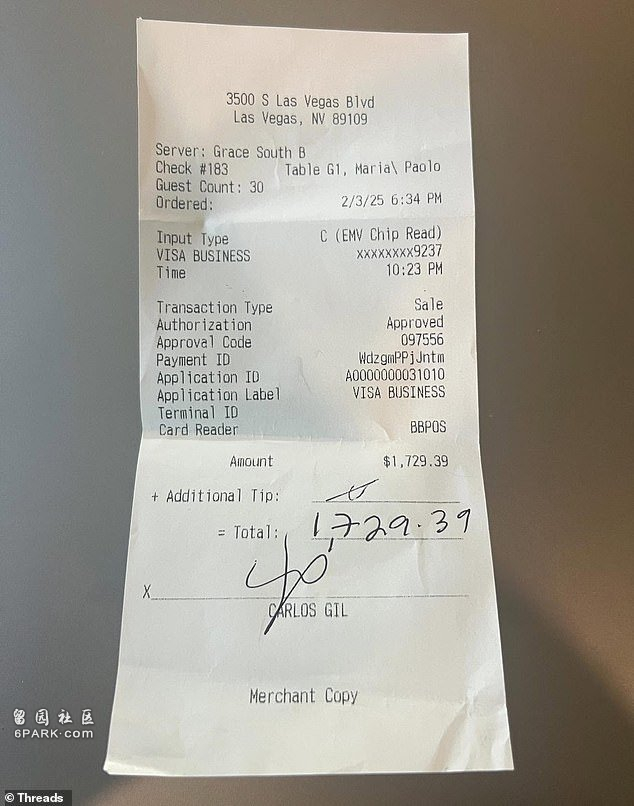 3500 S Las Vegas Blvd
Las Vegas, NV 89109
Server: Grace South B
Check #183 Table G1, Maria\ Paolo
Guest Count: 30
Ordered: 2/3/25 6:34 PM
Input Type C (EMV Chip Read)
VISA BUSINESS xxxxxxxx9237
Time 10:23 PM
Transaction Type Sale
Authorization Approved
Approval Code 097556
Payment ID WdzgmPPjJntm
Application ID A0000000031010
Application Label VISA BUSINESS
Terminal ID
Card Reader BBPOS
Amount $1,729.39
+ Additional Tip:
= Total: 1,729.39
X
CARLOS GIL
Merchant Copy
留园社区
6PARK·com
© Threads